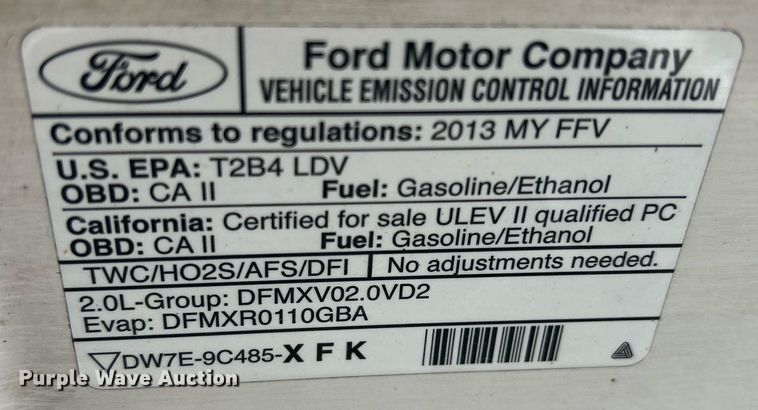 Ford
Ford Motor Company
VEHICLE EMISSION CONTROL INFORMATION
Conforms to regulations: 2013 MY FFV
U.S. EPA: T2B4 LDV
OBD: CA II Fuel: Gasoline/Ethanol
California: Certified for sale ULEV II qualified PC
OBD: CA II Fuel: Gasoline/Ethanol
TWC/HO2S/AFS/DFI No adjustments needed.
2.0L-Group: DFMXV02.0VD2
Evap: DFMXR0110GBA
DW7E-9C485-X F K
Purple Wave Auction